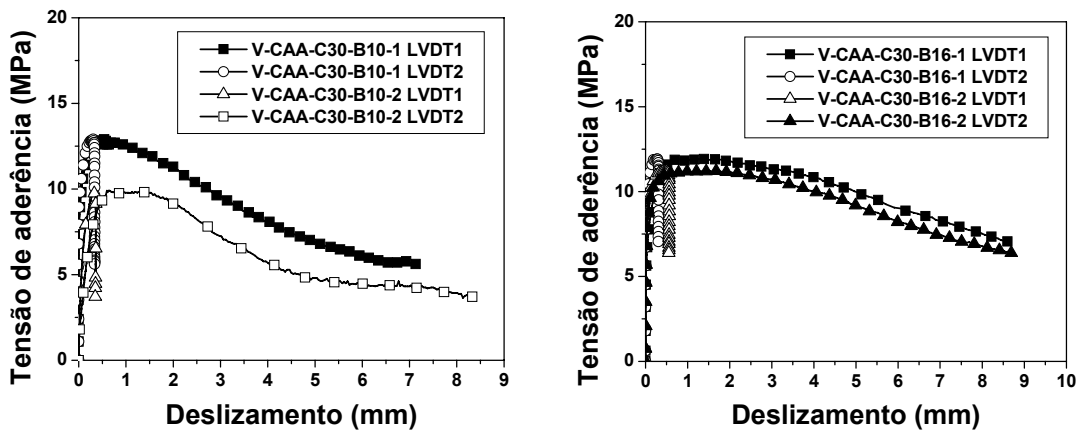 Tensão de aderência (MPa)
20
15
10
5
0
V-CAA-C30-B10-1 LVDT1
V-CAA-C30-B10-1 LVDT2
V-CAA-C30-B10-2 LVDT1
V-CAA-C30-B10-2 LVDT2
0 1 2 3 4 5 6 7 8 9
Deslizamento (mm)
Tensão de aderência (MPa)
20
15
10
5
0
V-CAA-C30-B16-1 LVDT1
V-CAA-C30-B16-1 LVDT2
V-CAA-C30-B16-2 LVDT1
V-CAA-C30-B16-2 LVDT2
0 1 2 3 4 5 6 7 8 9 10
Deslizamento (mm)